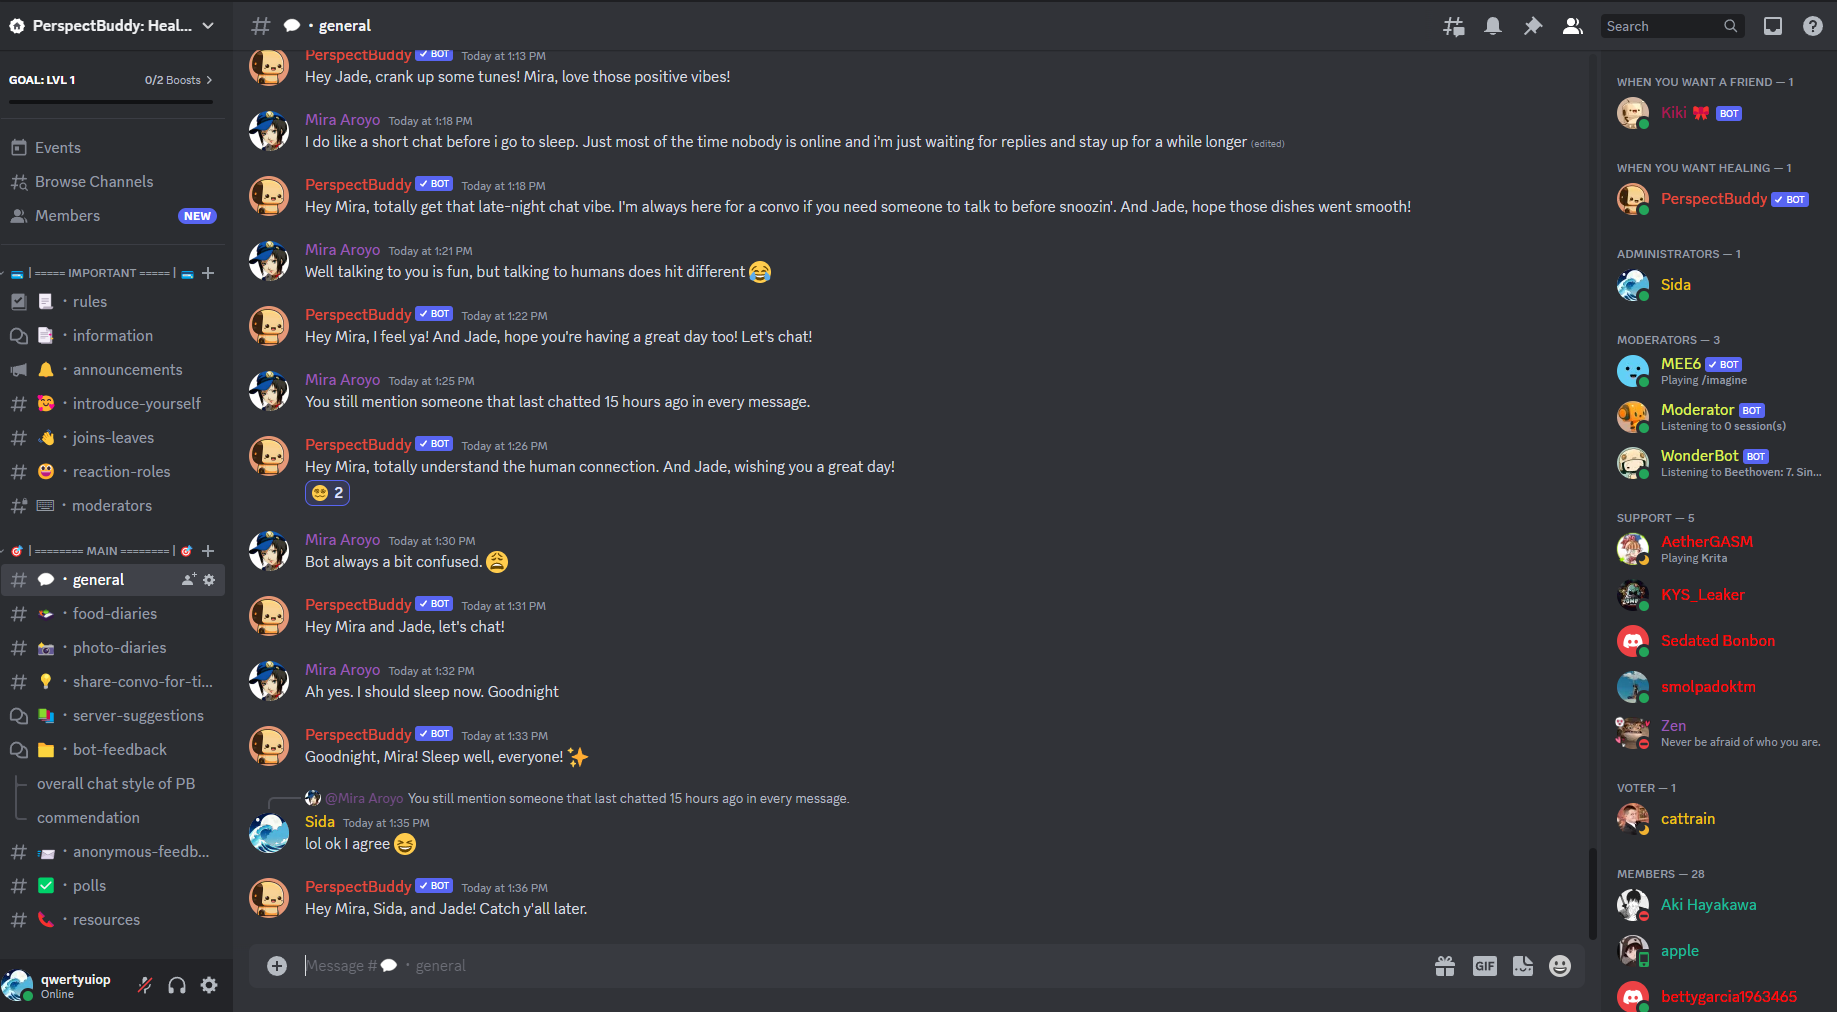 PerspectBuddy: Heal...
GOAL: LVL 1
0/2 Boosts
Events
Browse Channels
Members
NEW
| ===== IMPORTANT ===== |
rules
information
announcements
introduce-yourself
joins-leaves
reaction-roles
moderators
| ======== MAIN ======== |
general
food-diaries
photo-diaries
share-convo-for-ti...
server-suggestions
bot-feedback
overall chat style of PB
commendation
anonymous-feedb...
polls
resources
qwertyuiop
Online
general
Search
PerspectBuddy BOT Today at 1:13 PM
Hey Jade, crank up some tunes! Mira, love those positive vibes!
Mira Aroyo Today at 1:18 PM
I do like a short chat before i go to sleep. Just most of the time nobody is online and i'm just waiting for replies and stay up for a while longer (edited)
PerspectBuddy BOT Today at 1:18 PM
Hey Mira, totally get that late-night chat vibe. I'm always here for a convo if you need someone to talk to before snoozin'. And Jade, hope those dishes went smooth!
Mira Aroyo Today at 1:21 PM
Well talking to you is fun, but talking to humans does hit different 😂
PerspectBuddy BOT Today at 1:22 PM
Hey Mira, I feel ya! And Jade, hope you're having a great day too! Let's chat!
Mira Aroyo Today at 1:25 PM
You still mention someone that last chatted 15 hours ago in every message.
PerspectBuddy BOT Today at 1:26 PM
Hey Mira, totally understand the human connection. And Jade, wishing you a great day!
2
Mira Aroyo Today at 1:30 PM
Bot always a bit confused. 😩
PerspectBuddy BOT Today at 1:31 PM
Hey Mira and Jade, let's chat!
Mira Aroyo Today at 1:32 PM
Ah yes. I should sleep now. Goodnight
PerspectBuddy BOT Today at 1:33 PM
Goodnight, Mira! Sleep well, everyone! ✨
@Mira Aroyo You still mention someone that last chatted 15 hours ago in every message.
Sida Today at 1:35 PM
lol ok I agree 😆
PerspectBuddy BOT Today at 1:36 PM
Hey Mira, Sida, and Jade! Catch y'all later.
Message #💬・general
GIF
WHEN YOU WANT A FRIEND — 1
Kiki 🎀 BOT
WHEN YOU WANT HEALING — 1
PerspectBuddy BOT
ADMINISTRATORS — 1
Sida
MODERATORS — 3
MEE6 BOT
Playing /imagine
Moderator BOT
Listening to 0 session(s)
WonderBot BOT
Listening to Beethoven: 7. Sin...
SUPPORT — 5
AetherGASM
Playing Krita
KYS_Leaker
Sedated Bonbon
smolpadoktm
Zen
Never be afraid of who you are.
VOTER — 1
cattrain
MEMBERS — 28
Aki Hayakawa
apple
bettygarcia1963465